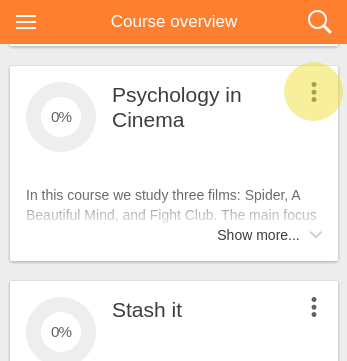 Course overview
0%
Psychology in
Cinema
In this course we study three films: Spider, A
Beautiful Mind, and Fight Club. The main focus
Show more...
0%
Stash it